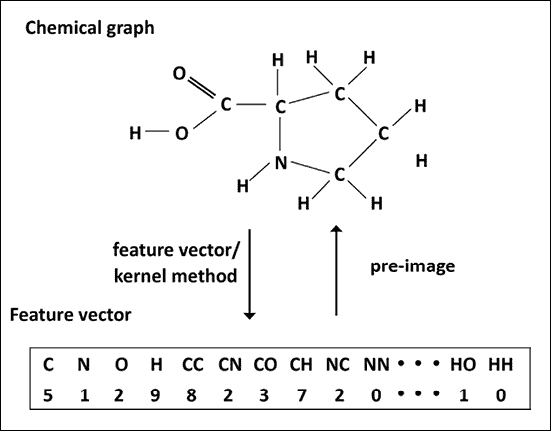 Chemical graph
H H H
O
C C C H
H O C
H
N C
H
H H
feature vector/
kernel method
pre-image
Feature vector
C N O H CC CN CO CH NC NN • • • HO HH
5 1 2 9 8 2 3 7 2 0 • • • 1 0